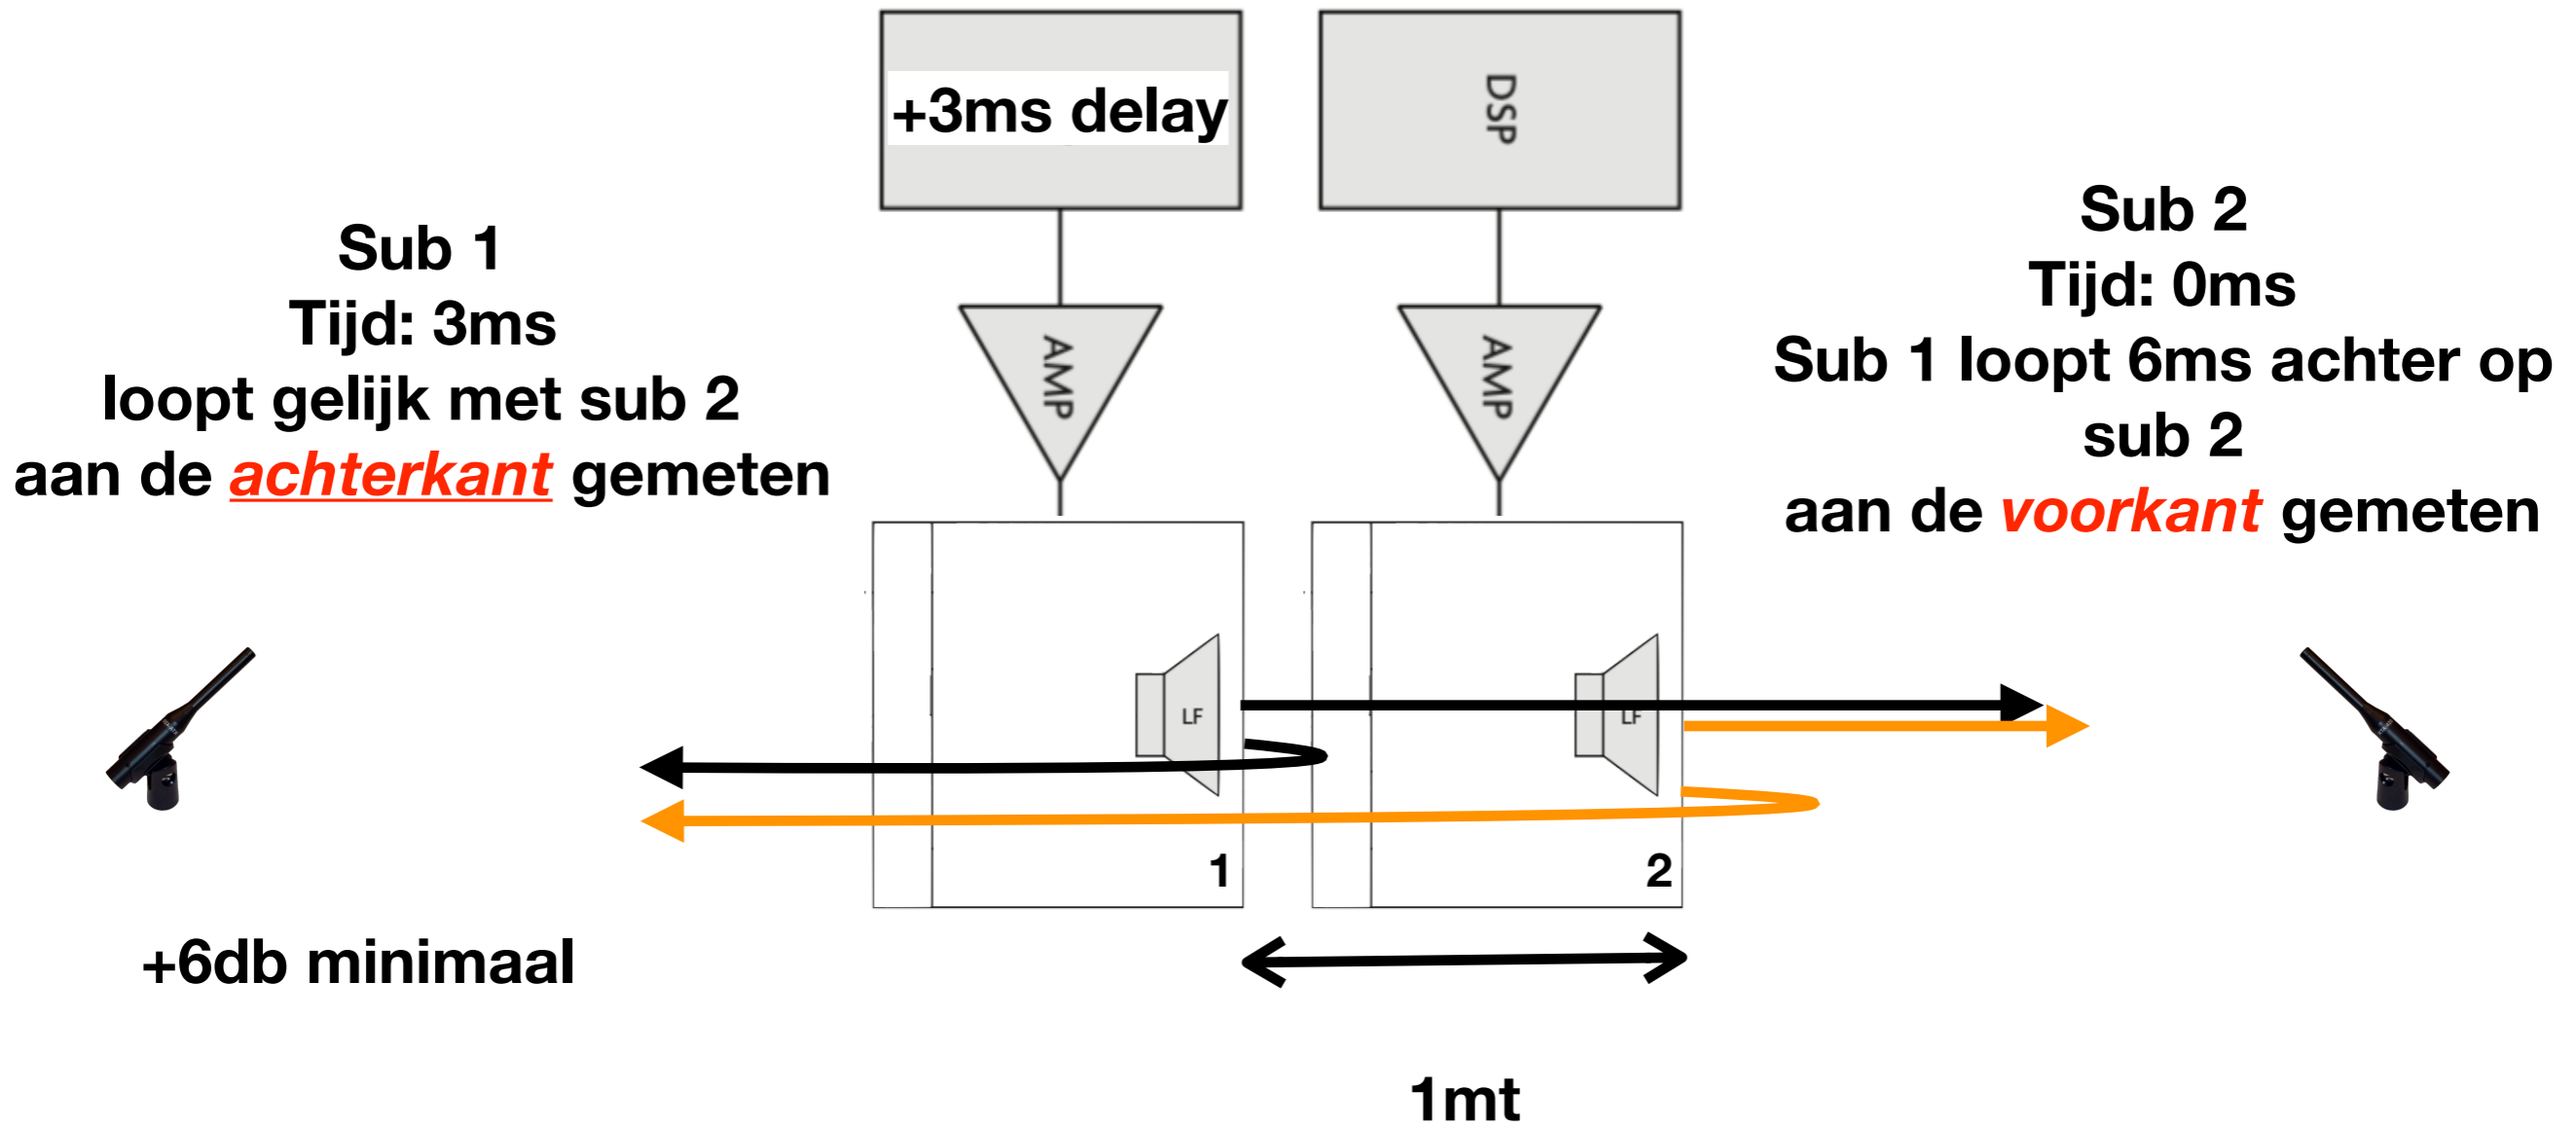 +3ms delay
DSP
Sub 1
Tijd: 3ms
loopt gelijk met sub 2
aan de achterkant gemeten
AMP
AMP
Sub 2
Tijd: 0ms
Sub 1 loopt 6ms achter op
sub 2
aan de voorkant gemeten
LF
LF
1
2
+6db minimaal
1mt